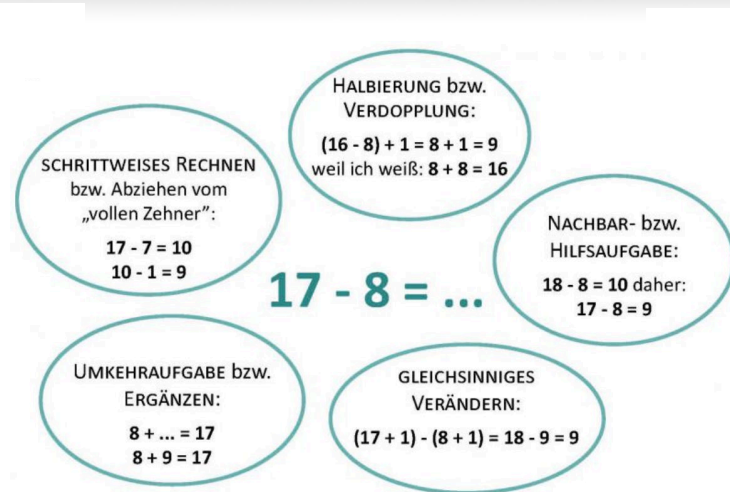 HALBIERUNG bzw.
VERDOPPLUNG:
(16 - 8) + 1 = 8 + 1 = 9
weil ich weiß: 8 + 8 = 16
SCHRITTWEISES RECHNEN
bzw. Abziehen vom
„vollen Zehner”:
17 - 7 = 10
10 - 1 = 9
NACHBAR- bzw.
HILFSAUFGABE:
18 - 8 = 10 daher:
17 - 8 = 9
17 - 8 = ...
UMKEHRAUFGABE bzw.
ERGÄNZEN:
8 + ... = 17
8 + 9 = 17
GLEICHSINNIGES
VERÄNDERN:
(17 + 1) - (8 + 1) = 18 - 9 = 9